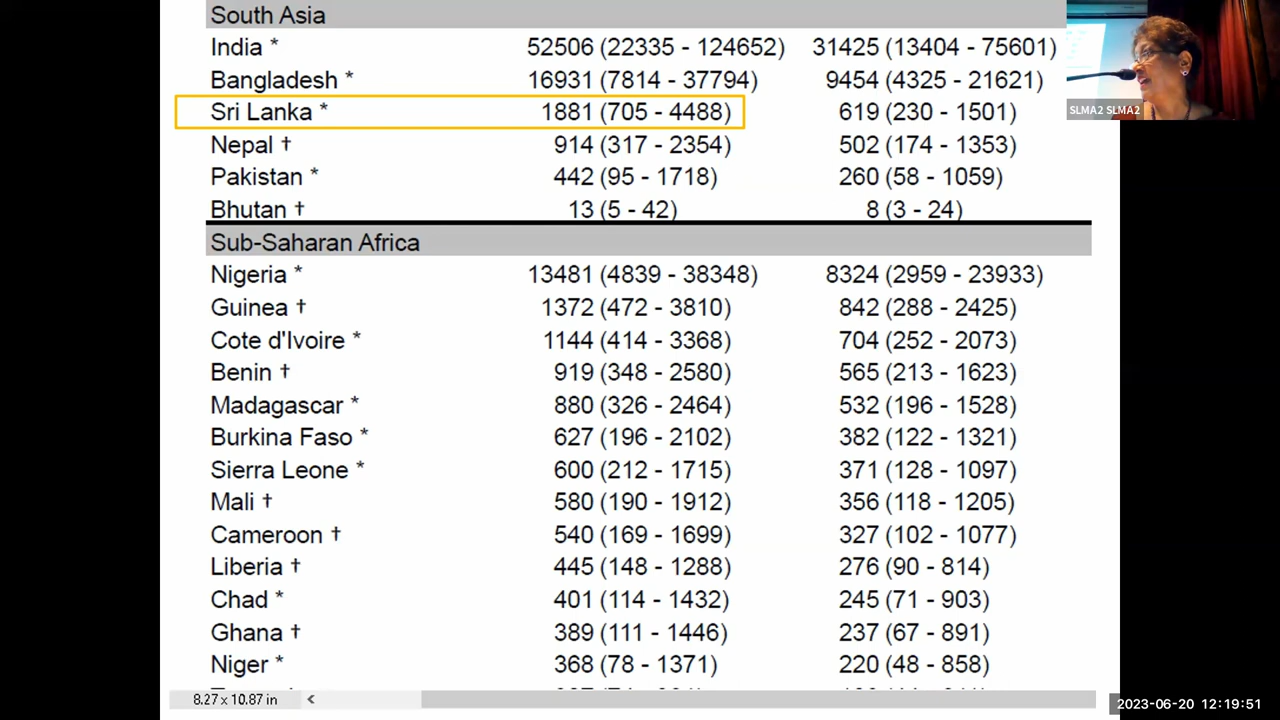 South Asia
India * 52506 (22335 - 124652) 31425 (13404 - 75601)
Bangladesh * 16931 (7814 - 37794) 9454 (4325 - 21621)
Sri Lanka * 1881 (705 - 4488) 619 (230 - 1501)
Nepal † 914 (317 - 2354) 502 (174 - 1353)
Pakistan * 442 (95 - 1718) 260 (58 - 1059)
Bhutan † 13 (5 - 42) 8 (3 - 24)
Sub-Saharan Africa
Nigeria * 13481 (4839 - 38348) 8324 (2959 - 23933)
Guinea † 1372 (472 - 3810) 842 (288 - 2425)
Cote d'Ivoire * 1144 (414 - 3368) 704 (252 - 2073)
Benin † 919 (348 - 2580) 565 (213 - 1623)
Madagascar * 880 (326 - 2464) 532 (196 - 1528)
Burkina Faso * 627 (196 - 2102) 382 (122 - 1321)
Sierra Leone * 600 (212 - 1715) 371 (128 - 1097)
Mali † 580 (190 - 1912) 356 (118 - 1205)
Cameroon † 540 (169 - 1699) 327 (102 - 1077)
Liberia † 445 (148 - 1288) 276 (90 - 814)
Chad * 401 (114 - 1432) 245 (71 - 903)
Ghana † 389 (111 - 1446) 237 (67 - 891)
Niger * 368 (78 - 1371) 220 (48 - 858)
8.27 x 10.87 in
SLMA2 SLMA2
2023-06-20 12:19:51